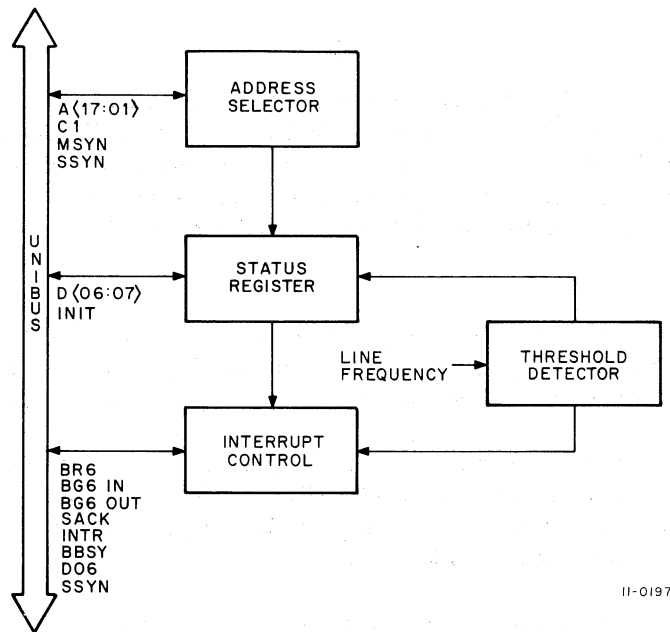 ADDRESS
SELECTOR
A⟨17:01⟩
C1
MSYN
SSYN
UNIBUS
STATUS
REGISTER
D⟨06:07⟩
INIT
LINE
FREQUENCY
THRESHOLD
DETECTOR
INTERRUPT
CONTROL
BR6
BG6 IN
BG6 OUT
SACK
INTR
BBSY
D06
SSYN
11-0197